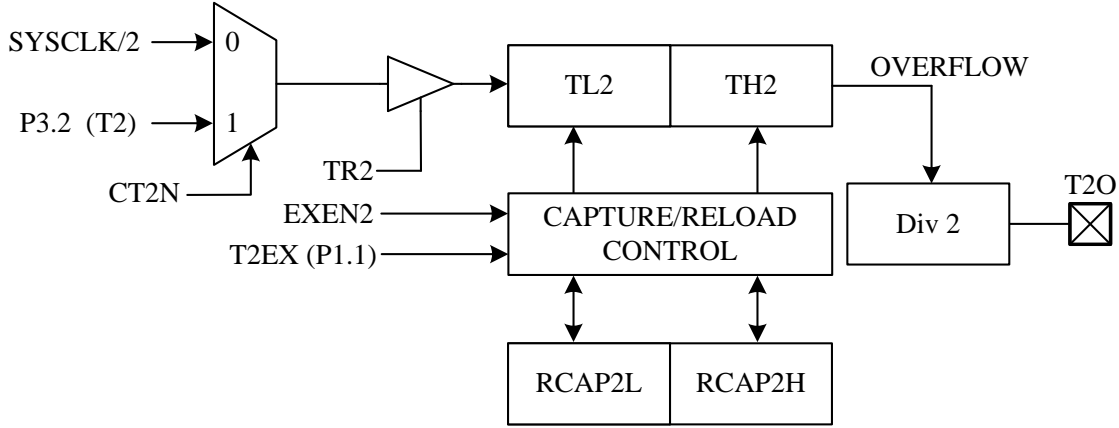 SYSCLK/2
0
P3.2 (T2)
1
CT2N
TR2
TL2
TH2
OVERFLOW
EXEN2
T2EX (P1.1)
CAPTURE/RELOAD
CONTROL
Div 2
T2O
RCAP2L
RCAP2H